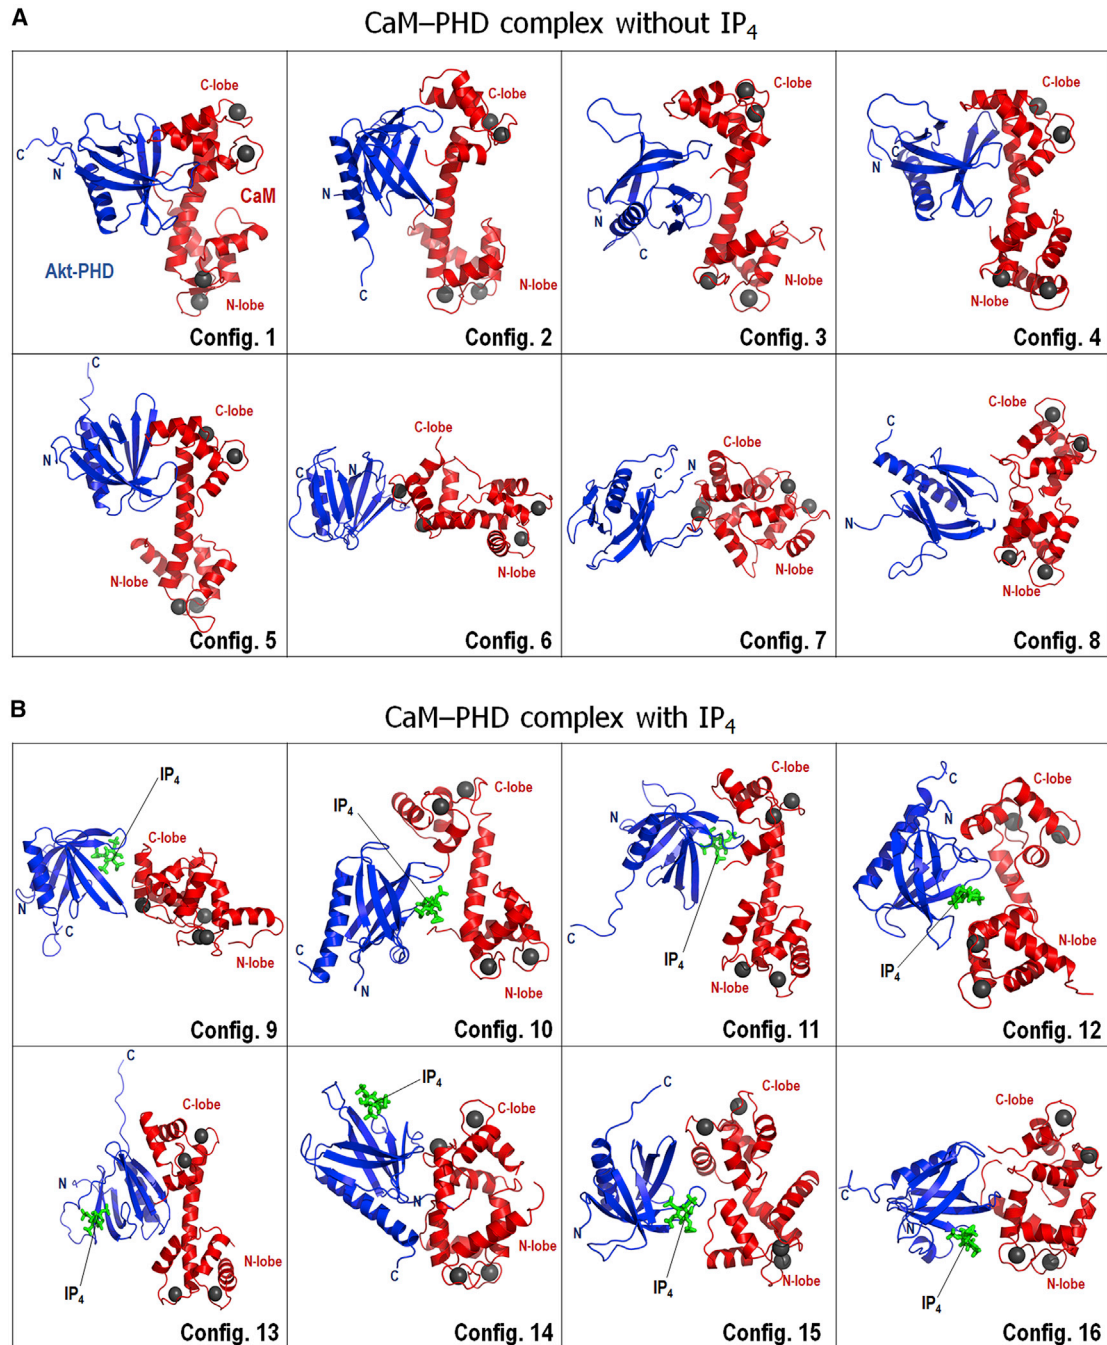 A
CaM–PHD complex without IP4
C-lobe
C
N
CaM
Akt-PHD
N-lobe
Config. 1
C-lobe
N
C
N-lobe
Config. 2
C-lobe
N
C
N-lobe
Config. 3
C-lobe
C
N
N-lobe
Config. 4
C
C-lobe
N
N-lobe
Config. 5
C-lobe
N
C
N-lobe
Config. 6
C-lobe
C
N
N-lobe
Config. 7
C-lobe
C
N
N-lobe
Config. 8
B
CaM–PHD complex with IP4
IP4
C-lobe
N
C
N-lobe
Config. 9
C-lobe
IP4
C
N
N-lobe
Config. 10
C-lobe
C
IP4
N-lobe
Config. 11
C
C-lobe
N
IP4
N-lobe
Config. 12
C
C-lobe
N
IP4
N-lobe
Config. 13
IP4
C-lobe
N
C
N-lobe
Config. 14
C
C-lobe
N
IP4
N-lobe
Config. 15
C-lobe
C
N
IP4
N-lobe
Config. 16